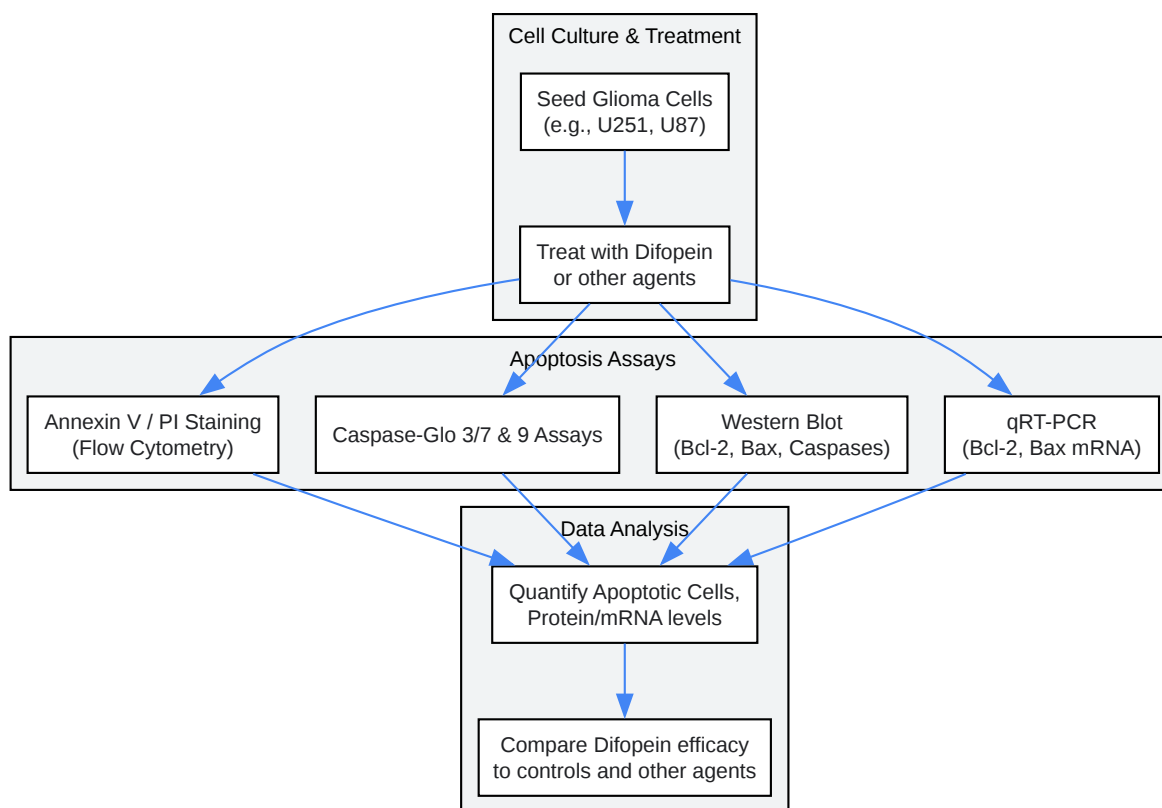 Cell Culture & Treatment
Seed Glioma Cells
(e.g., U251, U87)
Treat with Difopein
or other agents
Apoptosis Assays
Annexin V / PI Staining
(Flow Cytometry)
Caspase-Glo 3/7 & 9 Assays
Western Blot
(Bcl-2, Bax, Caspases)
qRT-PCR
(Bcl-2, Bax mRNA)
Data Analysis
Quantify Apoptotic Cells,
Protein/mRNA levels
Compare Difopein efficacy
to controls and other agents